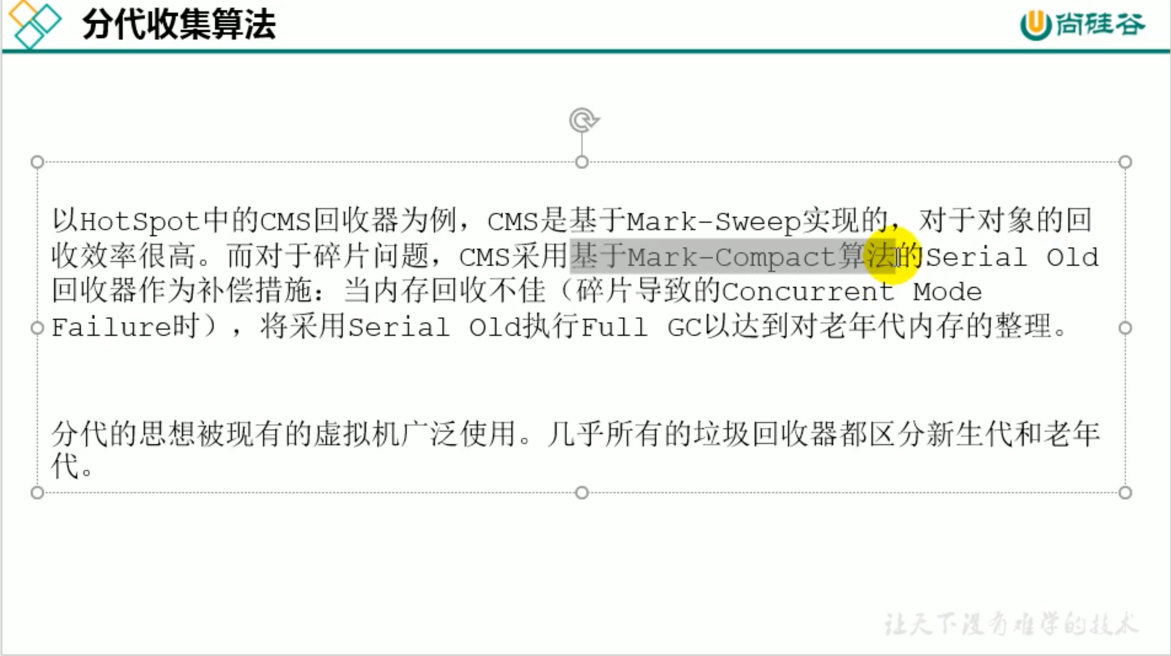 分代收集算法
尚硅谷
以HotSpot中的CMS回收器为例，CMS是基于Mark-Sweep实现的，对于对象的回
收效率很高。而对于碎片问题，CMS采用基于Mark-Compact算法的Serial Old
回收器作为补偿措施：当内存回收不佳（碎片导致的Concurrent Mode
Failure时），将采用Serial Old执行Full GC以达到对老年代内存的整理。
分代的思想被现有的虚拟机广泛使用。几乎所有的垃圾回收器都区分新生代和老年
代。
让天下没有难学的技术